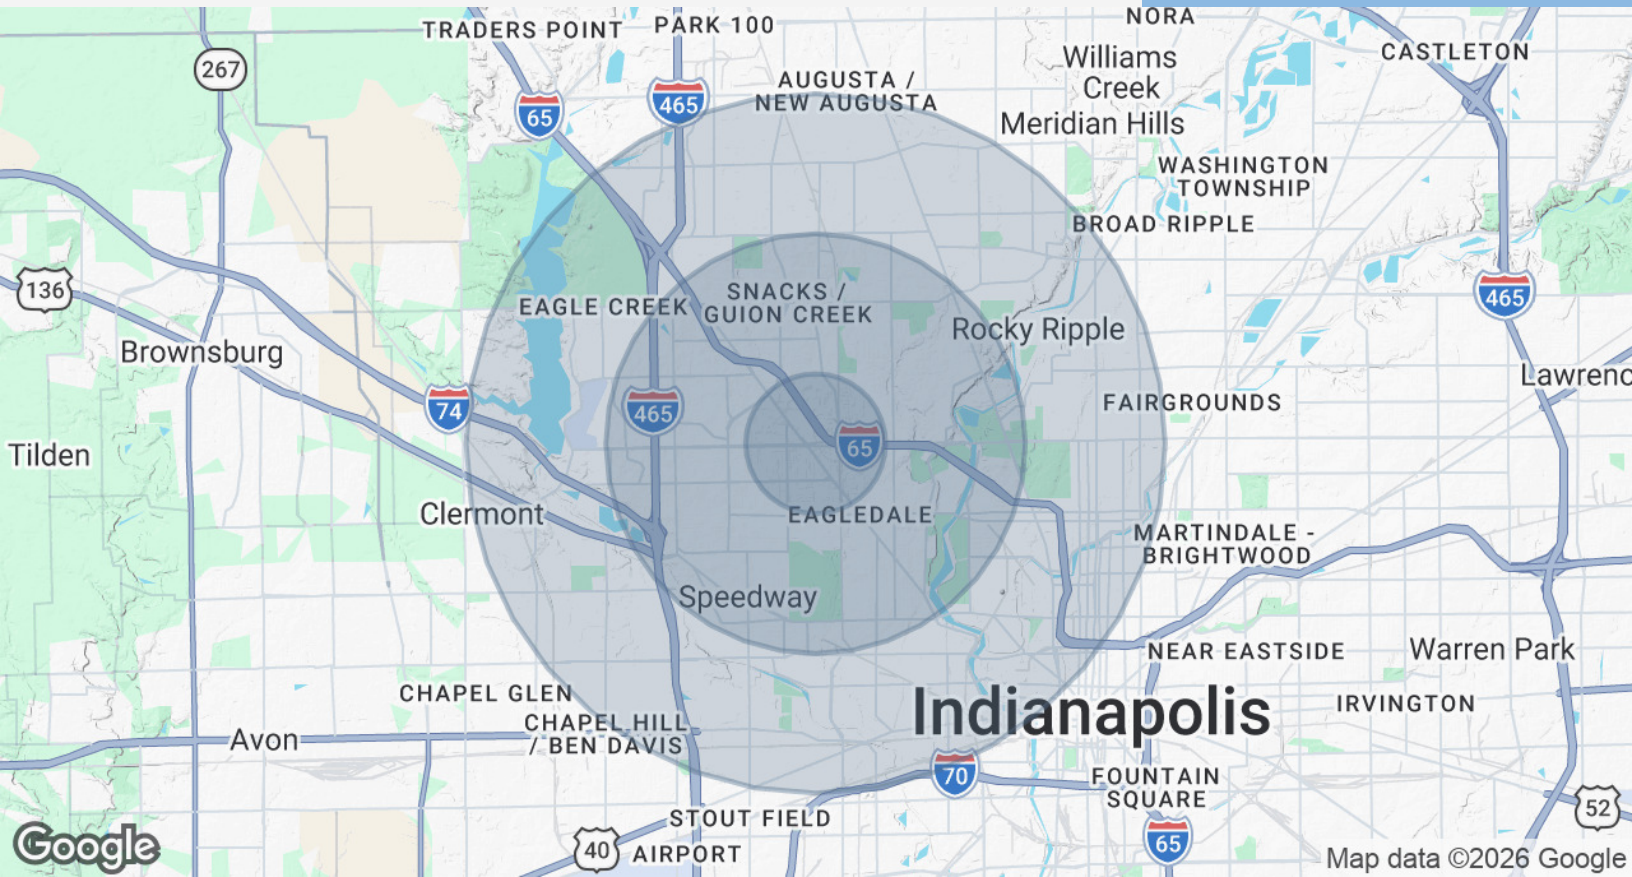 NORA
TRADERS POINT
PARK 100
CASTLETON
Williams
Creek
267
AUGUSTA /
NEW AUGUSTA
465
65
Meridian Hills
WASHINGTON
TOWNSHIP
BROAD RIPPLE
136
SNACKS /
GUION CREEK
EAGLE CREEK
465
Rocky Ripple
Brownsburg
Lawrenc
74
465
FAIRGROUNDS
65
Tilden
Clermont
EAGLEDALE
MARTINDALE -
BRIGHTWOOD
Speedway
NEAR EASTSIDE
Warren Park
CHAPEL GLEN
Indianapolis
IRVINGTON
CHAPEL HILL
/ BEN DAVIS
Avon
70
FOUNTAIN
SQUARE
52
STOUT FIELD
65
Google
40
AIRPORT
Map data ©2026 Google